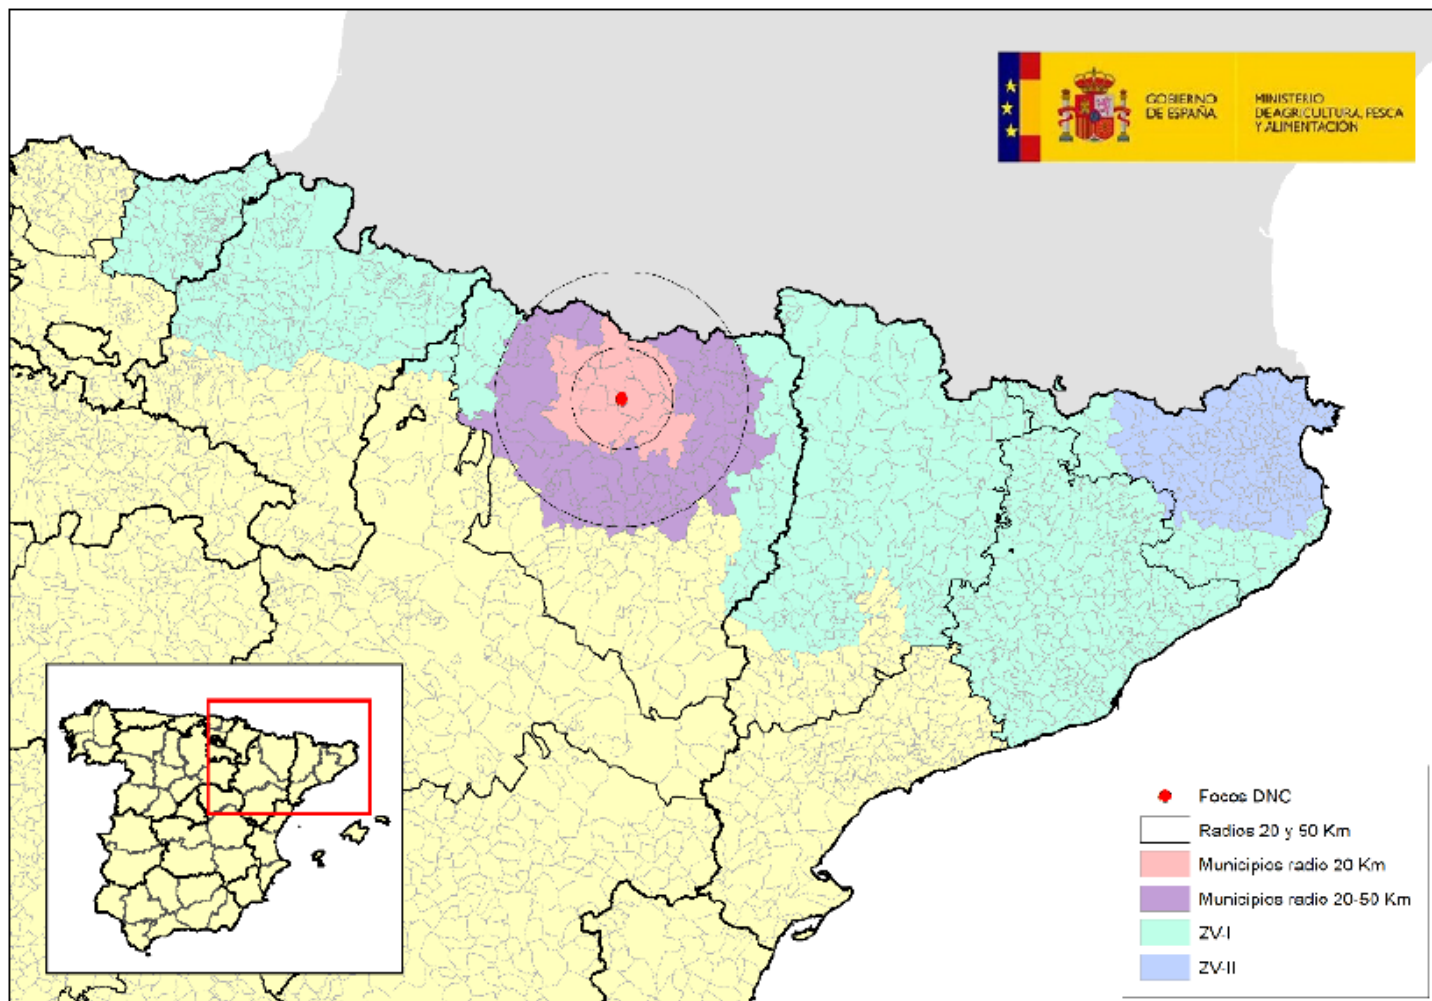 GOBIERNO
DE ESPAÑA
MINISTERIO
DE AGRICULTURA, PESCA
Y ALIMENTACIÓN
Focos DNC
Radios 20 y 50 Km
Municipios radio 20 Km
Municipios radio 20-50 Km
ZV-I
ZV-II